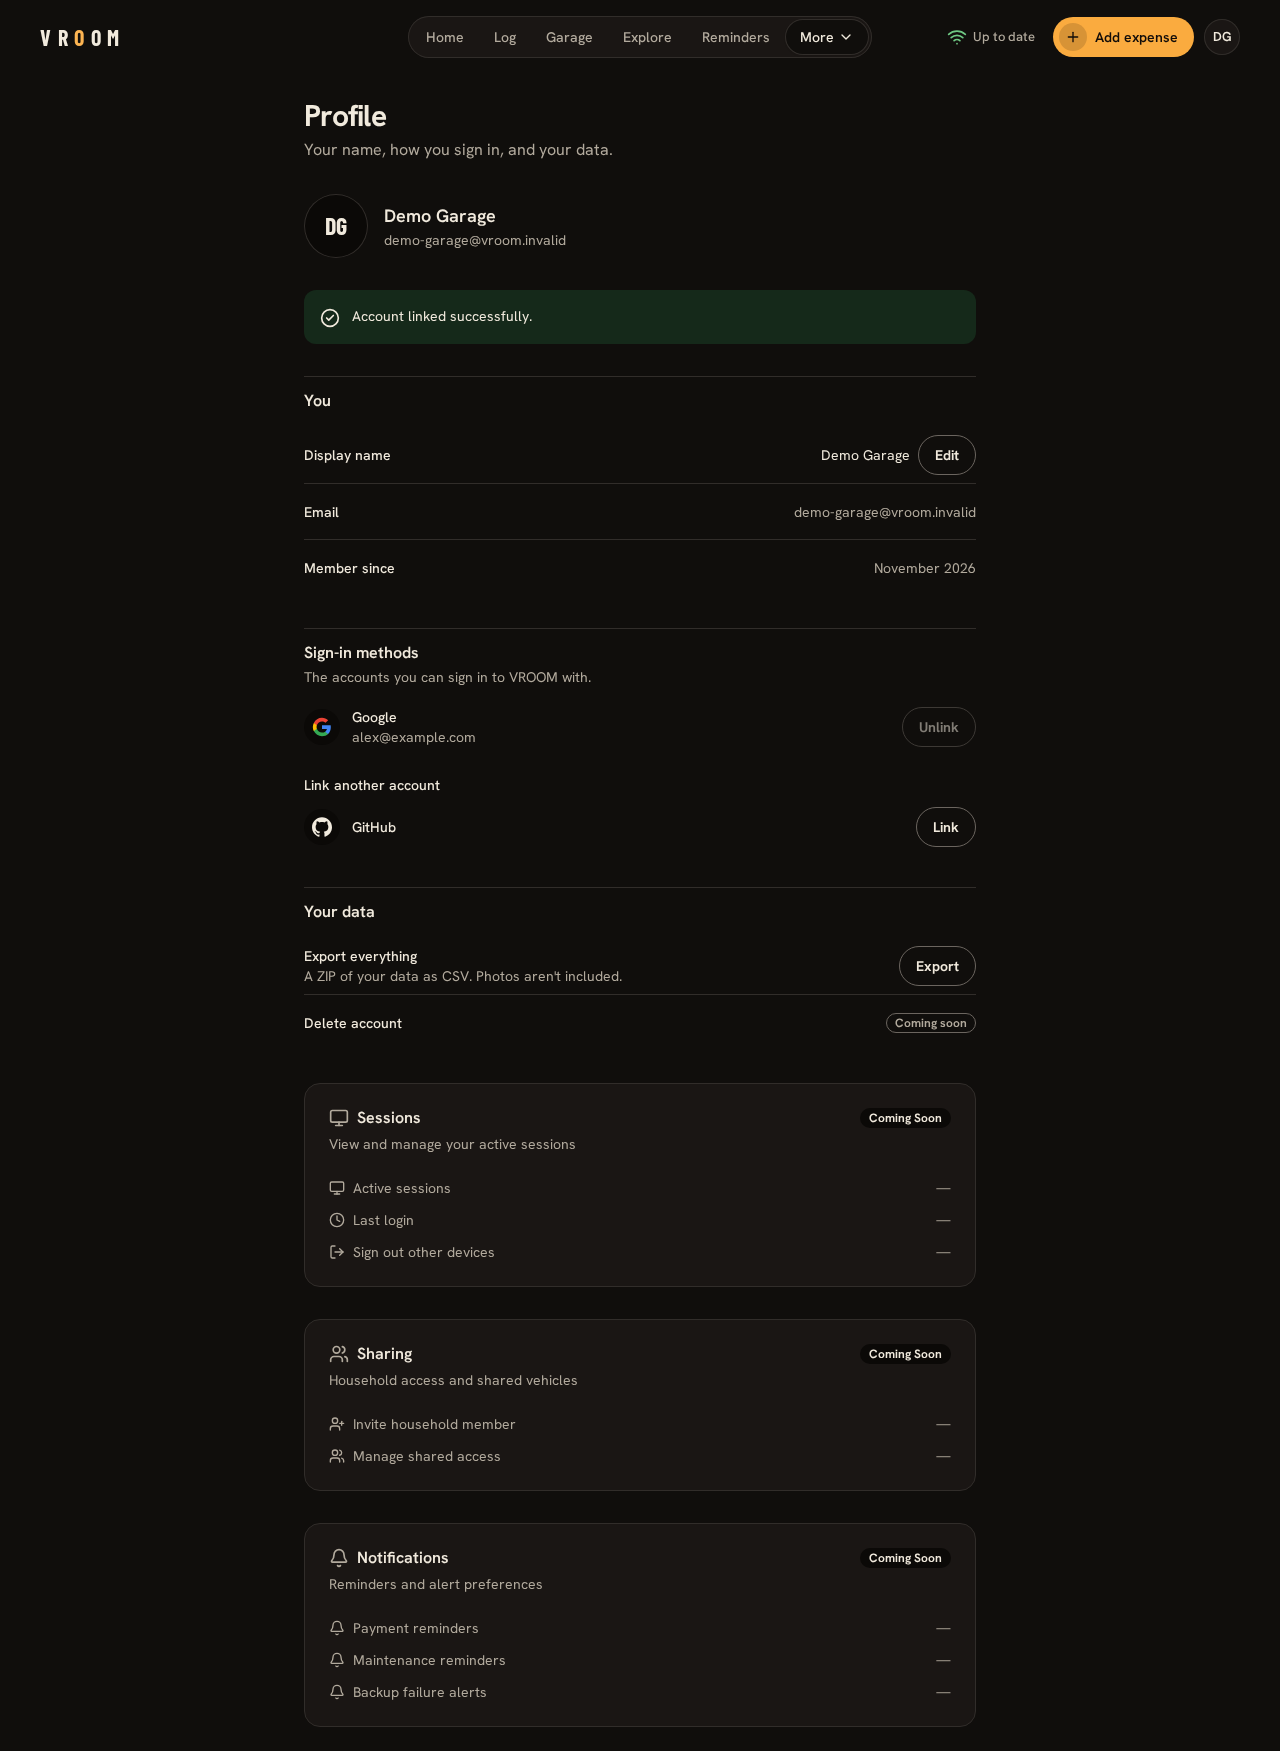 VROOM
Home Log Garage Explore Reminders More
Up to date
Add expense
DG
Profile
Your name, how you sign in, and your data.
DG
Demo Garage
demo-garage@vroom.invalid
Account linked successfully.
You
Display name Demo Garage Edit
Email demo-garage@vroom.invalid
Member since November 2026
Sign-in methods
The accounts you can sign in to VROOM with.
Google
alex@example.com
Unlink
Link another account
GitHub Link
Your data
Export everything
A ZIP of your data as CSV. Photos aren't included.
Export
Delete account Coming soon
Sessions Coming Soon
View and manage your active sessions
Active sessions —
Last login —
Sign out other devices —
Sharing Coming Soon
Household access and shared vehicles
Invite household member —
Manage shared access —
Notifications Coming Soon
Reminders and alert preferences
Payment reminders —
Maintenance reminders —
Backup failure alerts —